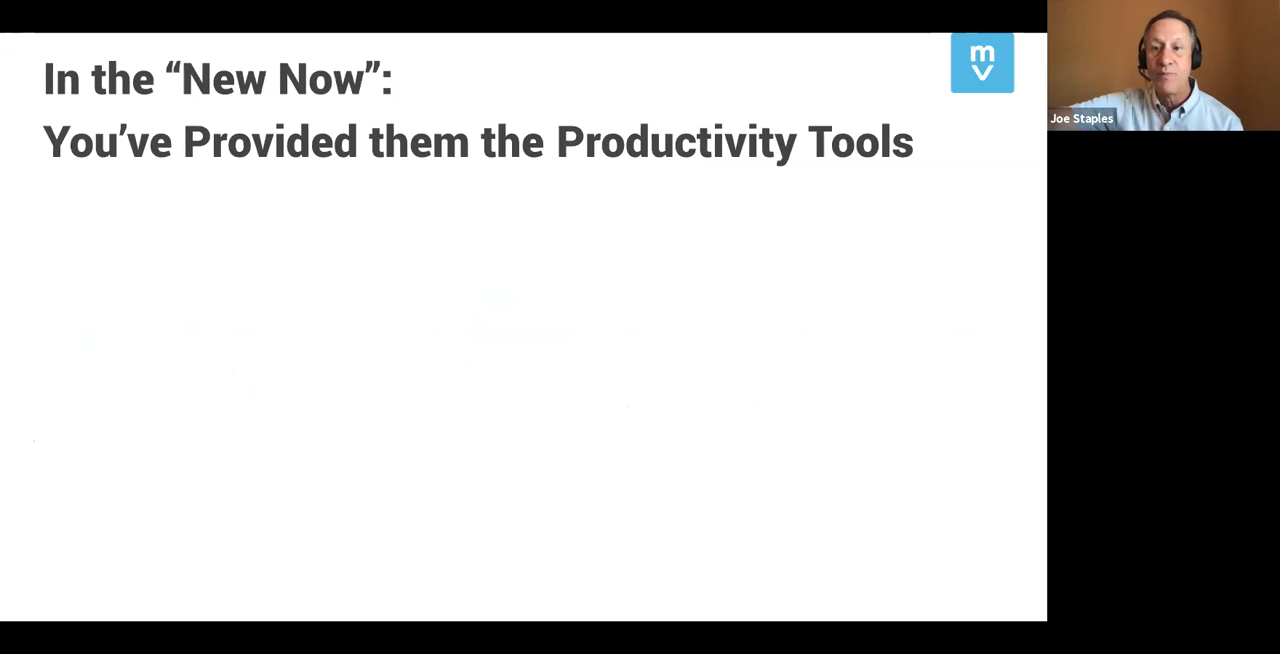 In the “New Now”:
You’ve Provided them the Productivity Tools
m
v
Joe Staples